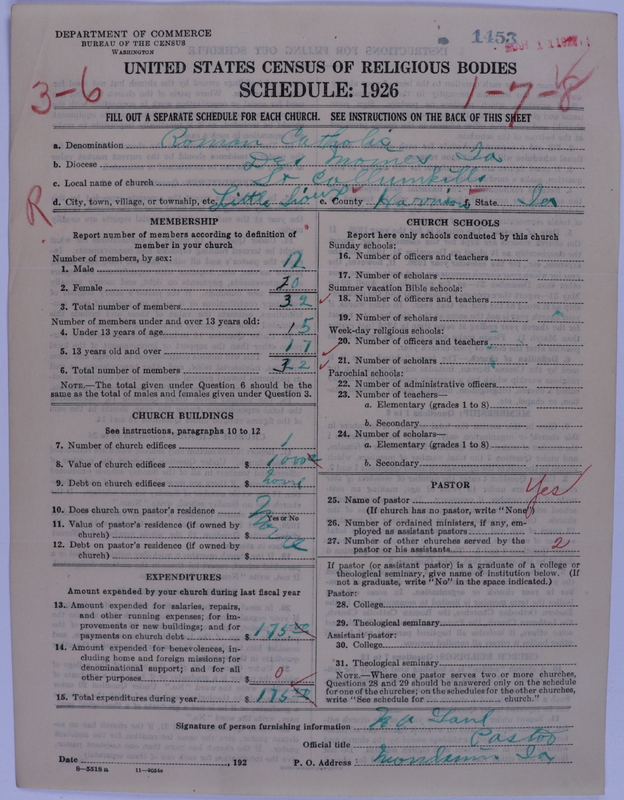 DEPARTMENT OF COMMERCE
BUREAU OF THE CENSUS
WASHINGTON
1453
UNITED STATES CENSUS OF RELIGIOUS BODIES
SCHEDULE: 1926
3-6
1-7-8
FILL OUT A SEPARATE SCHEDULE FOR EACH CHURCH. SEE INSTRUCTIONS ON THE BACK OF THIS SHEET
a. Denomination Roman Catholic
b. Diocese Des Moines Ia
c. Local name of church St Collumkills
R
d. City, town, village, or township, etc. Little Sioux e. County Harrison f. State Ia
MEMBERSHIP
Report number of members according to definition of
member in your church
Number of members, by sex:
1. Male 12
2. Female 20
3. Total number of members 32
Number of members under and over 13 years old:
4. Under 13 years of age 15
5. 13 years old and over 17
6. Total number of members 32
NOTE.—The total given under Question 6 should be
same as the total of males and females given under Question 3.
CHURCH BUILDINGS
See instructions, paragraphs 10 to 12
7. Number of church edifices 1
8. Value of church edifices $ 1000
9. Debt on church edifices $ none
10. Does church own pastor's residence
Yes or No
11. Value of pastor's residence (if owned by
church) $
12. Debt on pastor's residence (if owned by
church) $
EXPENDITURES
Amount expended by your church during last fiscal year
13. Amount expended for salaries, repairs,
and other running expenses; for im-
provements or new buildings; and for
payments on church debt $ 175
14. Amount expended for benevolences, in-
cluding home and foreign missions; for
denominational support; and for all
other purposes $ 0
15. Total expenditures during year $ 175
CHURCH SCHOOLS
Report here only schools conducted by this church
Sunday schools:
16. Number of officers and teachers
17. Number of scholars
Summer vacation Bible schools:
18. Number of officers and teachers
19. Number of scholars
Week-day religious schools:
20. Number of officers and teachers
21. Number of scholars
Parochial schools:
22. Number of administrative officers
23. Number of teachers—
a. Elementary (grades 1 to 8)
b. Secondary
24. Number of scholars—
a. Elementary (grades 1 to 8)
b. Secondary
PASTOR
25. Name of pastor Yes
(If church has no pastor, write "None")
26. Number of ordained ministers, if any, em-
ployed as assistant pastors
27. Number of other churches served by the
pastor or his assistants 2
If pastor (or assistant pastor) is a graduate of a college or
theological seminary, give name of institution below. (If
not a graduate, write "No" in the space indicated.)
Pastor:
28. College
29. Theological seminary
Assistant pastor:
30. College
31. Theological seminary
NOTE.—Where one pastor serves two or more churches,
Questions 28 and 29 should be answered only on the schedule
for one of the churches; on the schedules for the other churches,
write "See schedule for church."
Signature of person furnishing information
Official title Pastor
Date , 192 P. O. Address Mondamin Ia
8-5518a 11-9054a